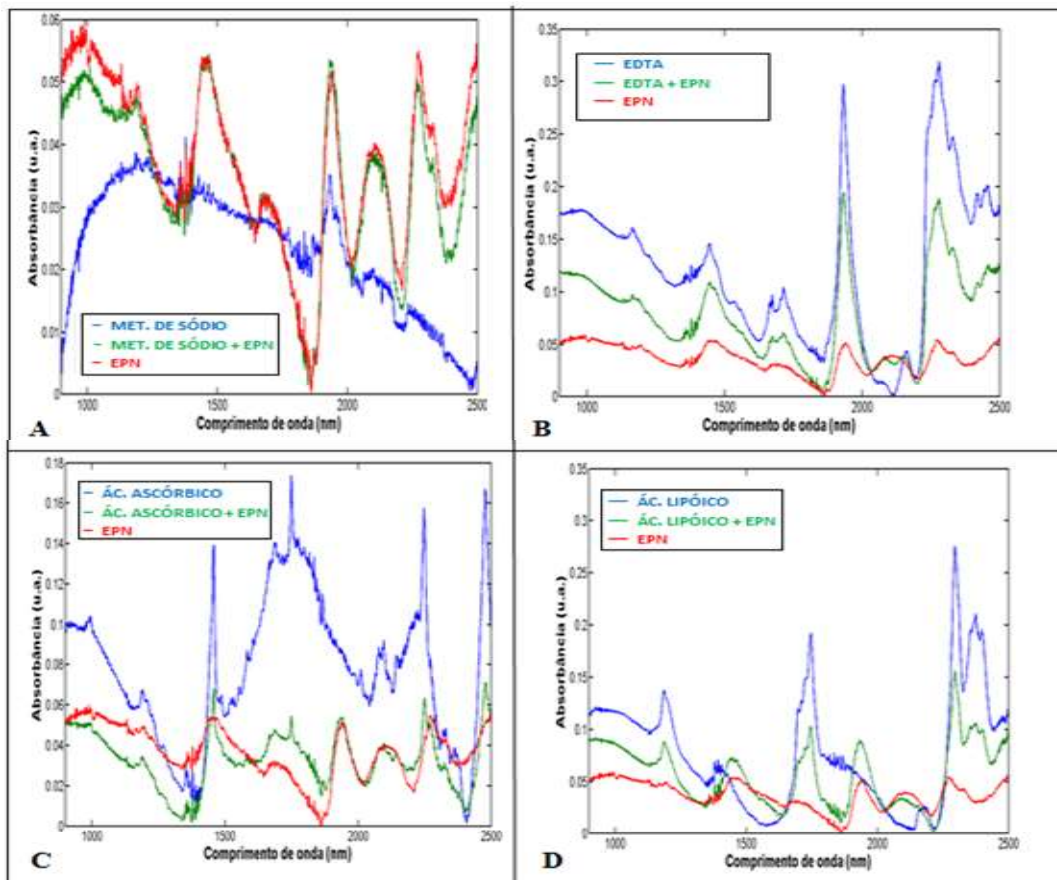 0.06
0.05
0.04
0.03
0.02
0.01
0
Absorbância (u.a.)
MET. DE SÓDIO
MET. DE SÓDIO + EPN
EPN
1000 1500 2000 2500
Comprimento de onda (nm)
A
0.35
0.3
0.25
0.2
0.15
0.1
0.05
0
Absorbância (u.a.)
EDTA
EDTA + EPN
EPN
1000 1500 2000 2500
Comprimento de onda (nm)
B
0.18
0.16
0.14
0.12
0.1
0.08
0.06
0.04
0.02
0
Absorbância (u.a.)
ÁC. ASCÓRBICO
ÁC. ASCÓRBICO + EPN
EPN
1000 1500 2000 2500
Comprimento de onda (nm)
C
0.35
0.3
0.25
0.2
0.15
0.1
0.05
0
Absorbância (u.a.)
ÁC. LIPÓICO
ÁC. LIPÓICO + EPN
EPN
1000 1500 2000 2500
Comprimento de onda (nm)
D